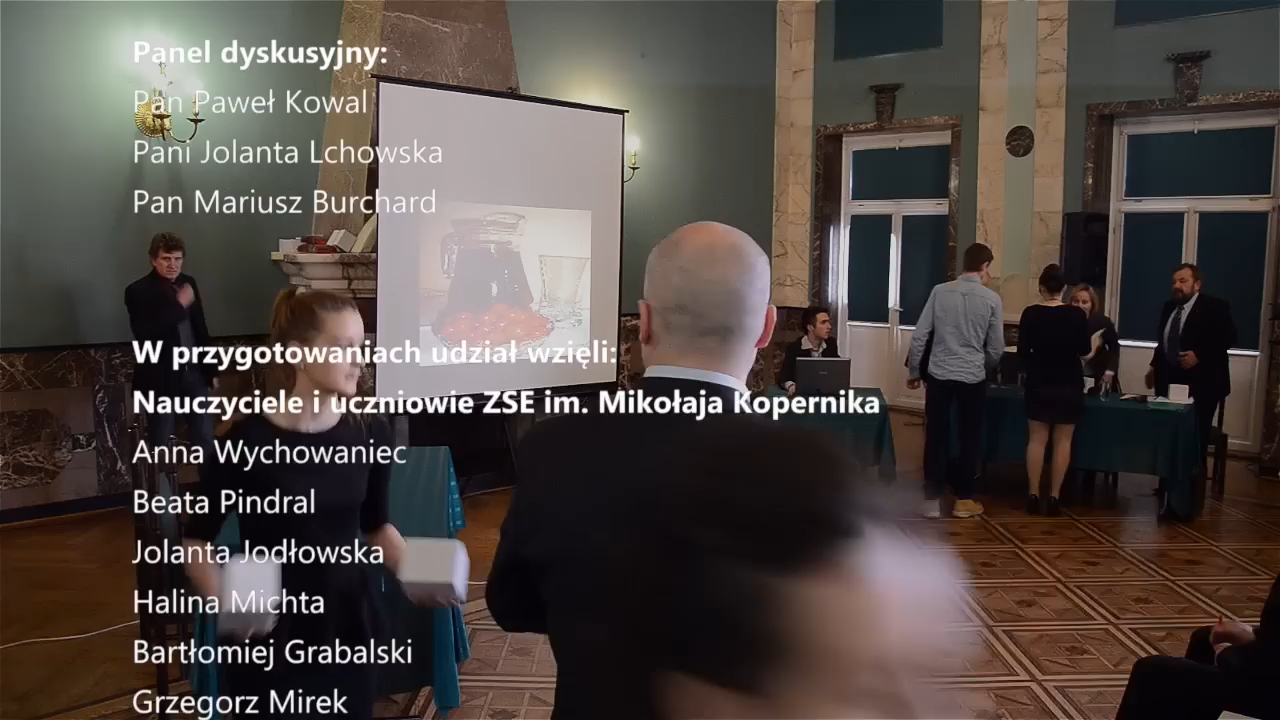 Panel dyskusyjny:
Pan Paweł Kowal
Pani Jolanta Lchowska
Pan Mariusz Burchard
W przygotowaniach udział wzięli:
Nauczyciele i uczniowie ZSE im. Mikołaja Kopernika
Anna Wychowaniec
Beata Pindral
Jolanta Jodłowska
Halina Michta
Bartłomiej Grabalski
Grzegorz Mirek